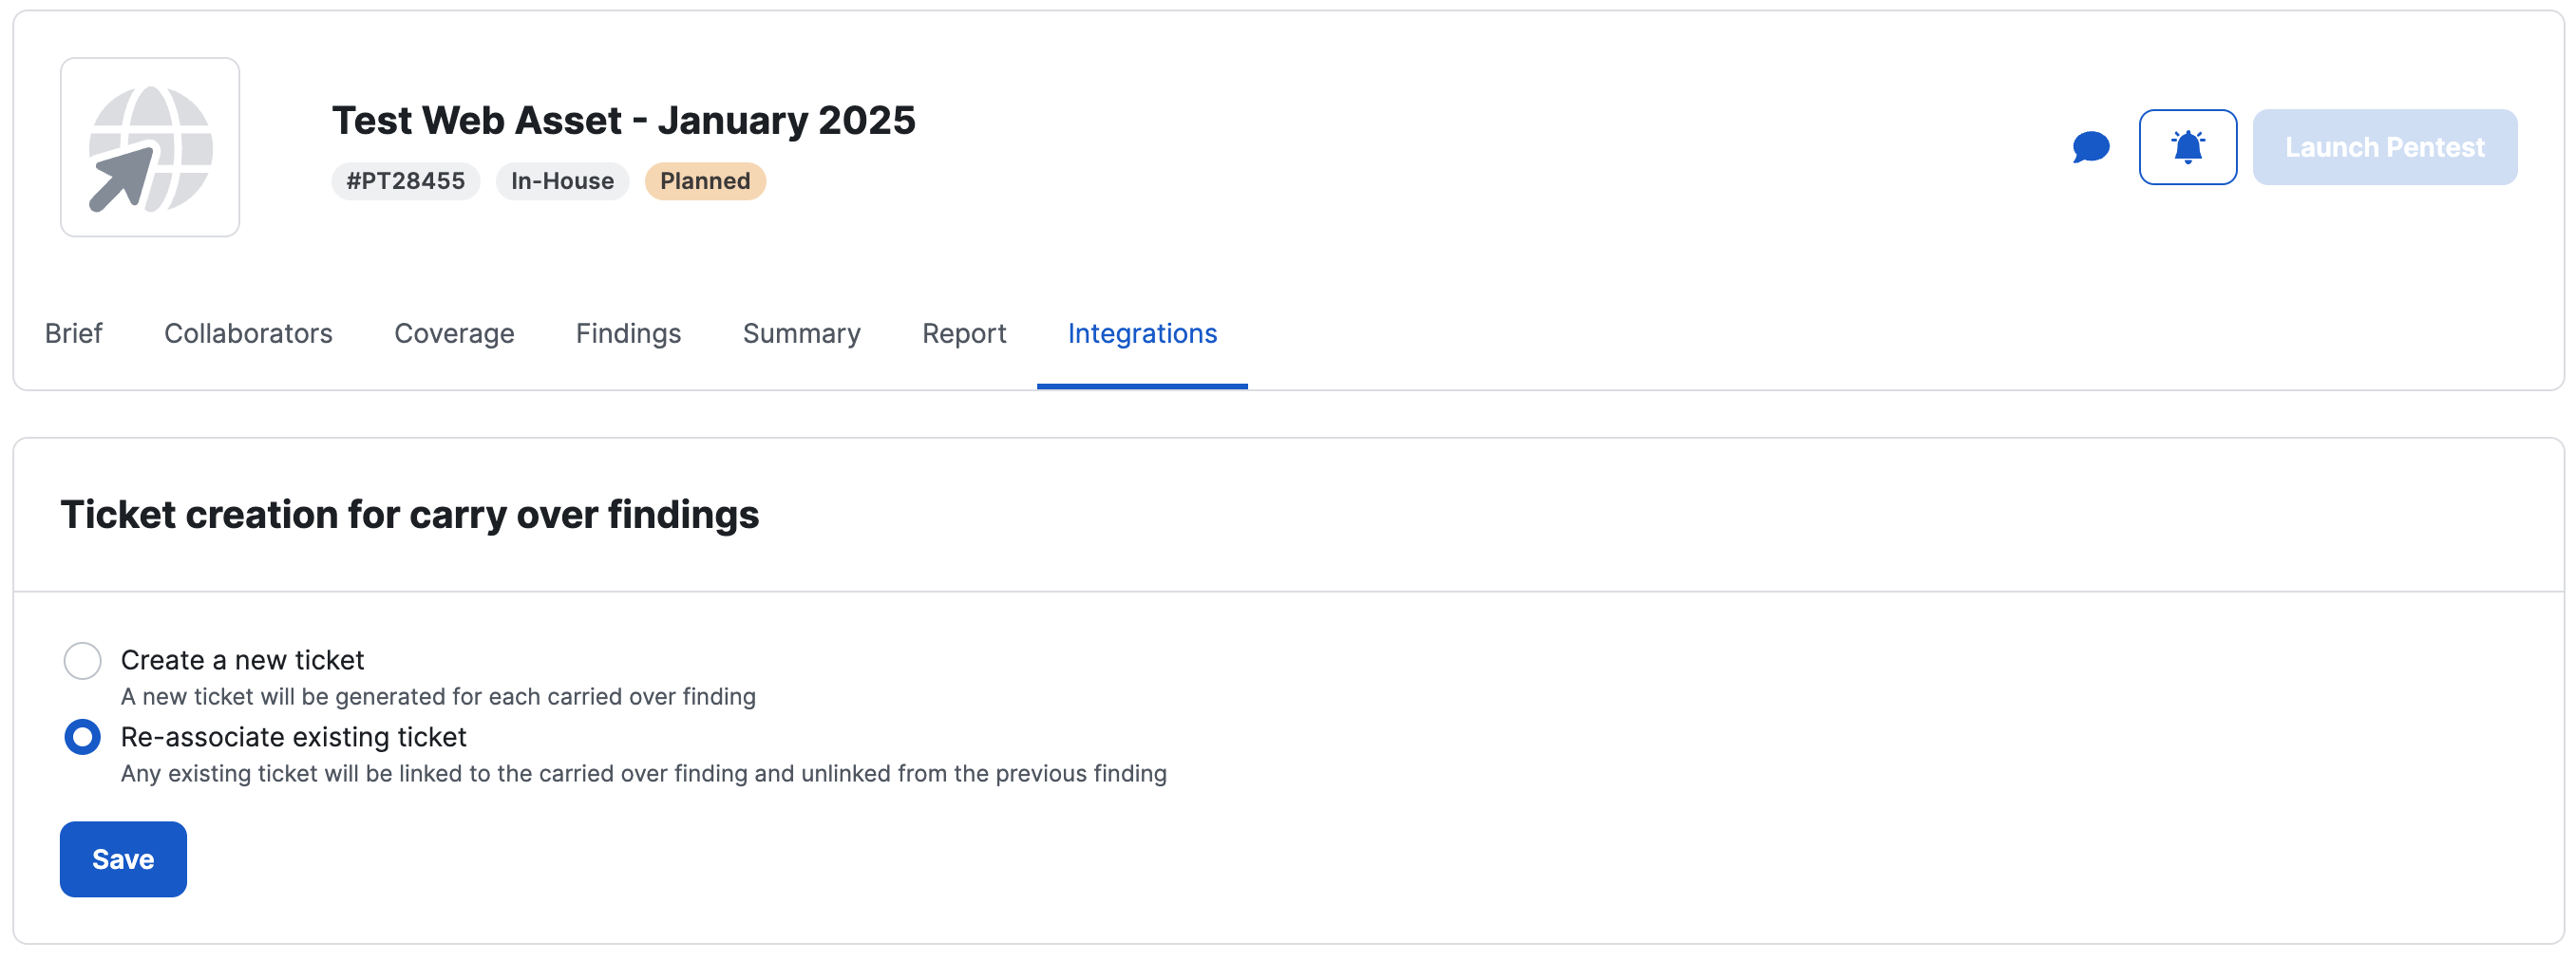 Test Web Asset - January 2025
#PT28455 In-House Planned
Launch Pentest
Brief Collaborators Coverage Findings Summary Report Integrations
Ticket creation for carry over findings
Create a new ticket
A new ticket will be generated for each carried over finding
Re-associate existing ticket
Any existing ticket will be linked to the carried over finding and unlinked from the previous finding
Save